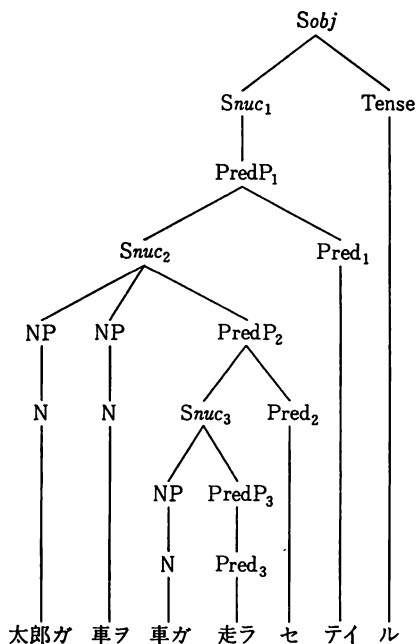 Sobj
Snuc₁ Tense
PredP₁
Snuc₂ Pred₁
NP NP PredP₂
N N Snuc₃ Pred₂
NP PredP₃
N Pred₃
太郎ガ 車ヲ 車ガ 走ラ セ テイ ル